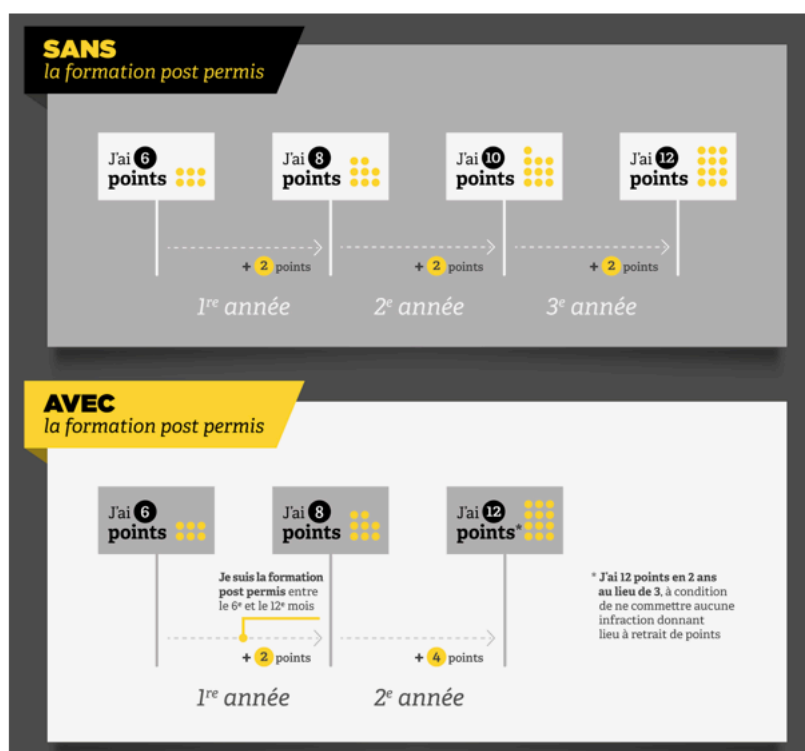 SANS
la formation post permis
J'ai 6
points
J'ai 8
points
J'ai 10
points
J'ai 12
points
+ 2 points
+ 2 points
+ 2 points
1re année
2e année
3e année
AVEC
la formation post permis
J'ai 6
points
J'ai 8
points
J'ai 12
points*
Je suis la formation
post permis entre
le 6e et le 12e mois
* J'ai 12 points en 2 ans
au lieu de 3, à condition
de ne commettre aucune
infraction donnant
lieu à retrait de points
+ 2 points
+ 4 points
1re année
2e année